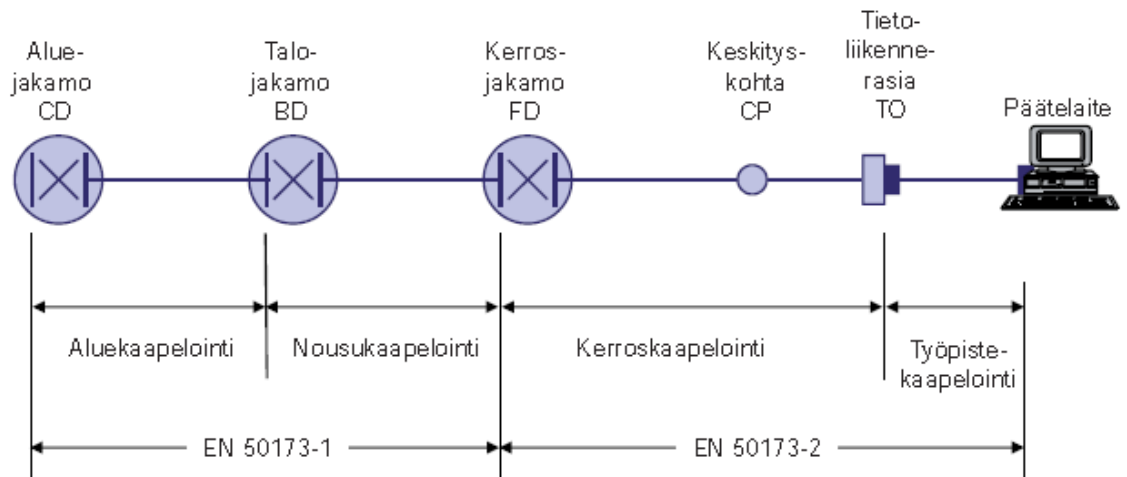 Alue-
jakamo
CD
Talo-
jakamo
BD
Kerros-
jakamo
FD
Keskitys-
kohta
CP
Tieto-
liikenne-
rasia
TO
Päätelaite
Aluekaapelointi
Nousukaapelointi
Kerroskaapelointi
Työpiste-
kaapelointi
EN 50173-1
EN 50173-2